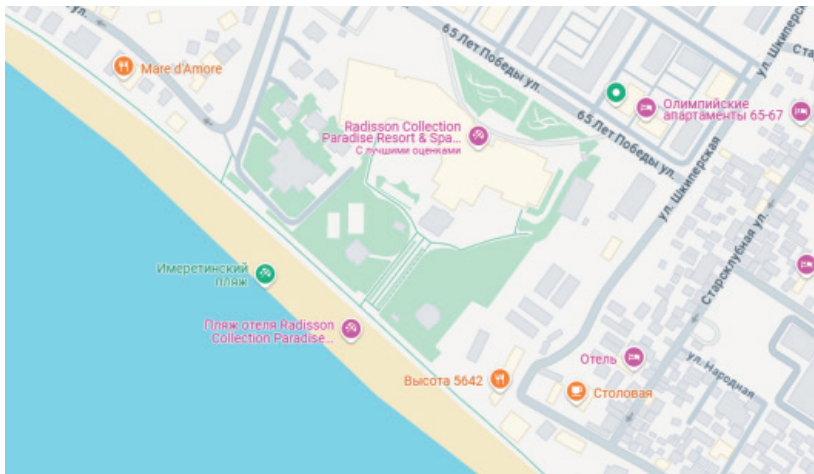 ул.
65 Лет Победы ул.
ул. Шкиперская
Mare d'Amore
Олимпийские
апартаменты 65-67
Radisson Collection
Paradise Resort & Spa...
С лучшими оценками
65 Лет Победы ул.
ул. Шкиперская
Староклубная ул.
Имеретинский
пляж
Пляж отеля Radisson
Collection Paradise...
Отель
ул. Народная
Высота 5642
Столовая